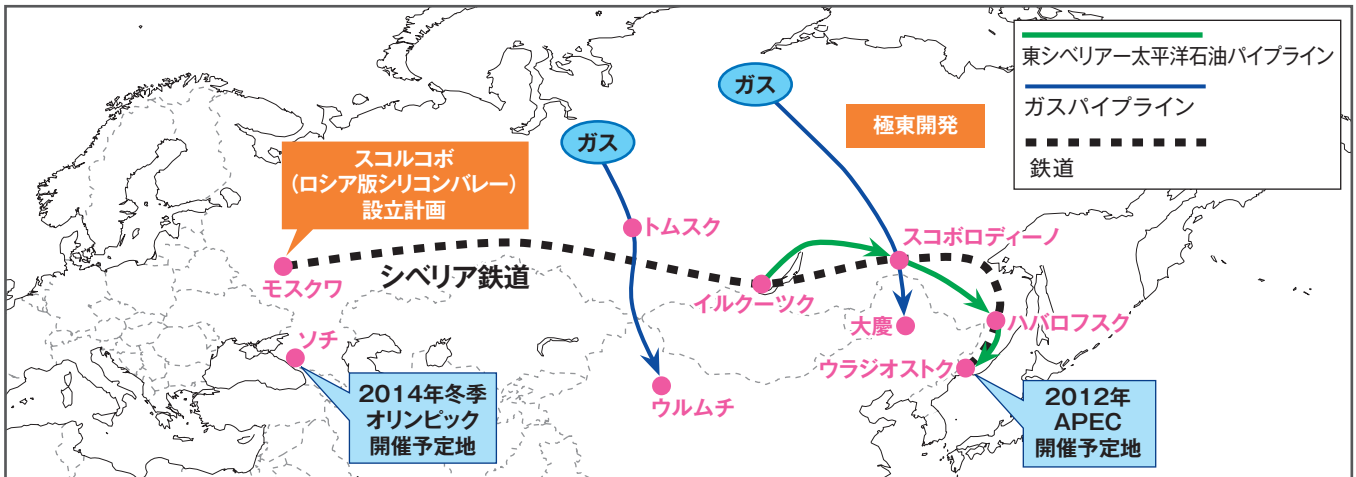 東シベリアー太平洋石油パイプライン
ガスパイプライン
鉄道
ガス
ガス
極東開発
スコルコボ
(ロシア版シリコンバレー)
設立計画
トムスク
スコボロディーノ
シベリア鉄道
モスクワ
イルクーツク
大慶
ハバロフスク
ソチ
ウラジオストク
ウルムチ
2014年冬季
オリンピック
開催予定地
2012年
APEC
開催予定地